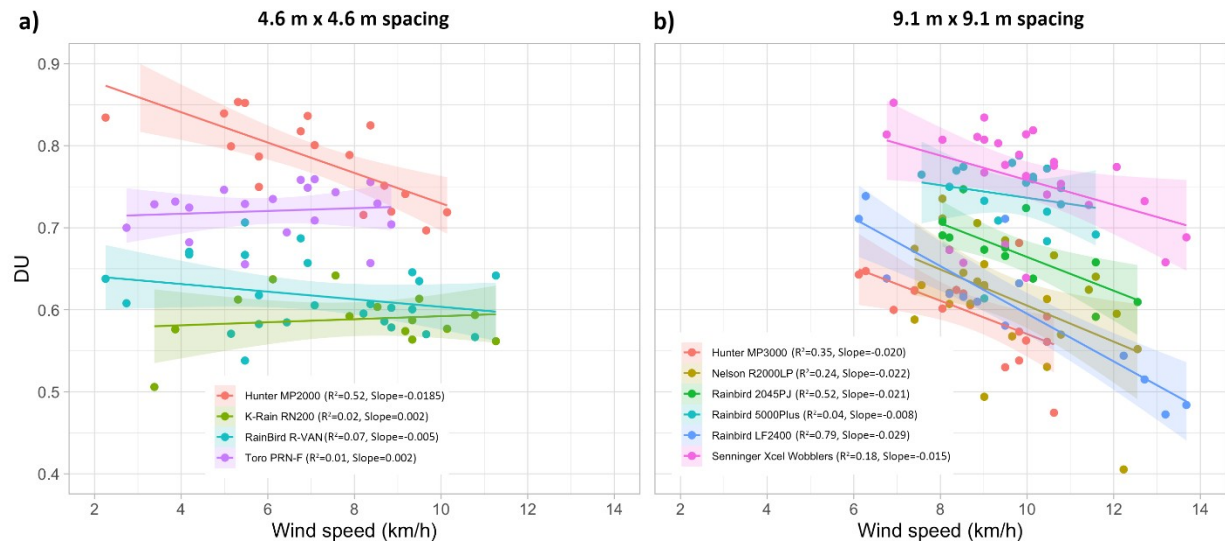 a) 4.6 m x 4.6 m spacing
b) 9.1 m x 9.1 m spacing
DU
0.9
0.8
0.7
0.6
0.5
0.4
Hunter MP2000 (R²=0.52, Slope=-0.0185)
K-Rain RN200 (R²=0.02, Slope=0.002)
RainBird R-VAN (R²=0.07, Slope=-0.005)
Toro PRN-F (R²=0.01, Slope=0.002)
Hunter MP3000 (R²=0.35, Slope=-0.020)
Nelson R2000LP (R²=0.24, Slope=-0.022)
Rainbird 2045PJ (R²=0.52, Slope=-0.021)
Rainbird 5000Plus (R²=0.04, Slope=-0.008)
Rainbird LF2400 (R²=0.79, Slope=-0.029)
Senninger Xcel Wobblers (R²=0.18, Slope=-0.015)
2 4 6 8 10 12 14
2 4 6 8 10 12 14
Wind speed (km/h)
Wind speed (km/h)